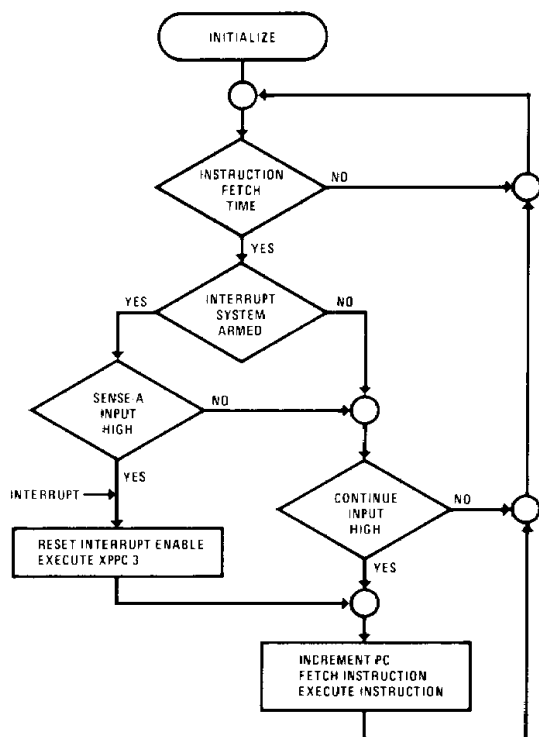 INITIALIZE
INSTRUCTION
FETCH
TIME
NO
YES
YES
INTERRUPT
SYSTEM
ARMED
NO
SENSE-A
INPUT
HIGH
NO
YES
INTERRUPT
CONTINUE
INPUT
HIGH
NO
YES
RESET INTERRUPT ENABLE
EXECUTE XPPC 3
INCREMENT PC
FETCH INSTRUCTION
EXECUTE INSTRUCTION